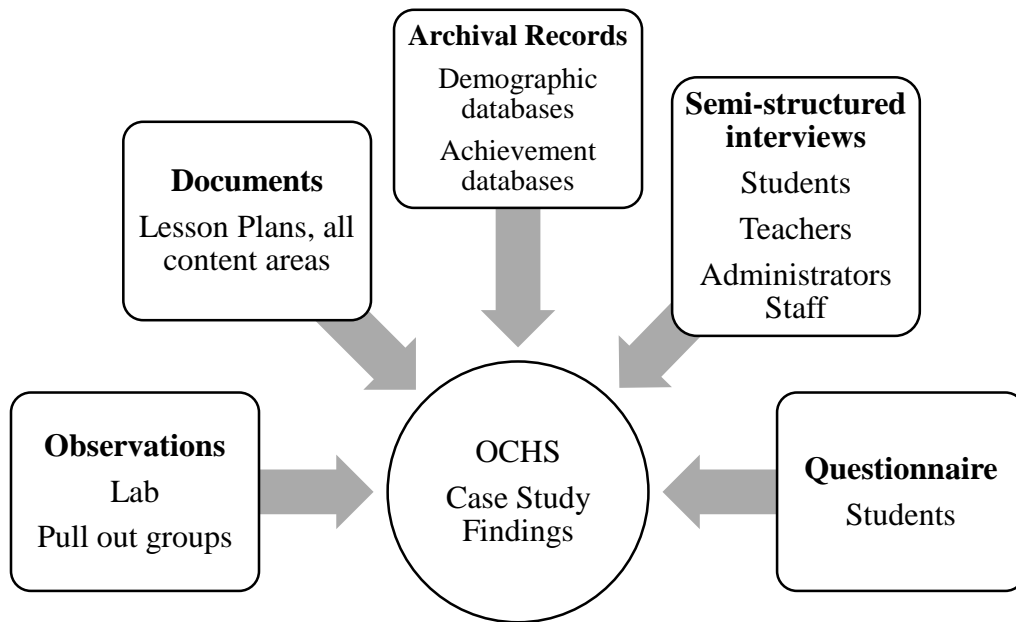 Archival Records
Demographic
databases
Achievement
databases
Semi-structured
interviews
Students
Teachers
Administrators
Staff
Documents
Lesson Plans, all
content areas
Observations
Lab
Pull out groups
OCHS
Case Study
Findings
Questionnaire
Students